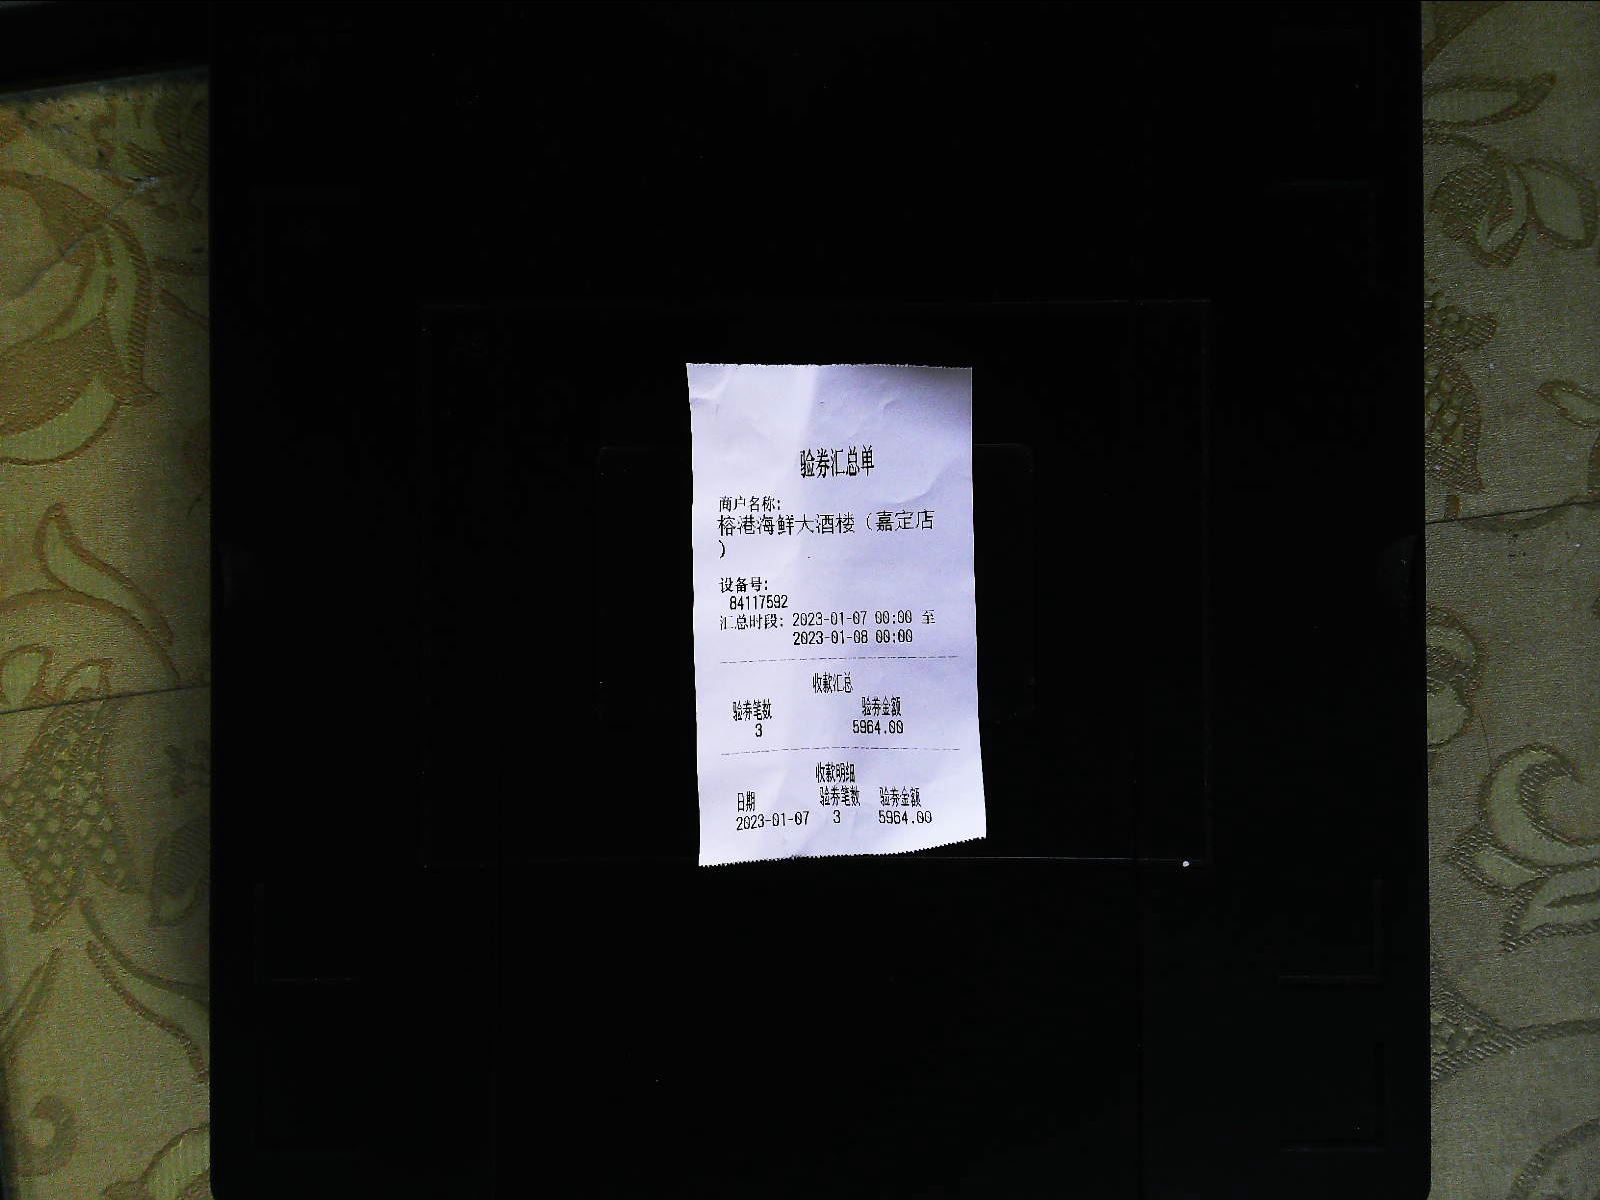 验券汇总单
商户名称:
榕港海鲜大酒楼（嘉定店
）
设备号:
84117592
汇总时段: 2023-01-07 00:00 至
2023-01-08 00:00
收款汇总
验券笔数 验券金额
3 5964.00
收款明细
日期 验券笔数 验券金额
2023-01-07 3 5964.00